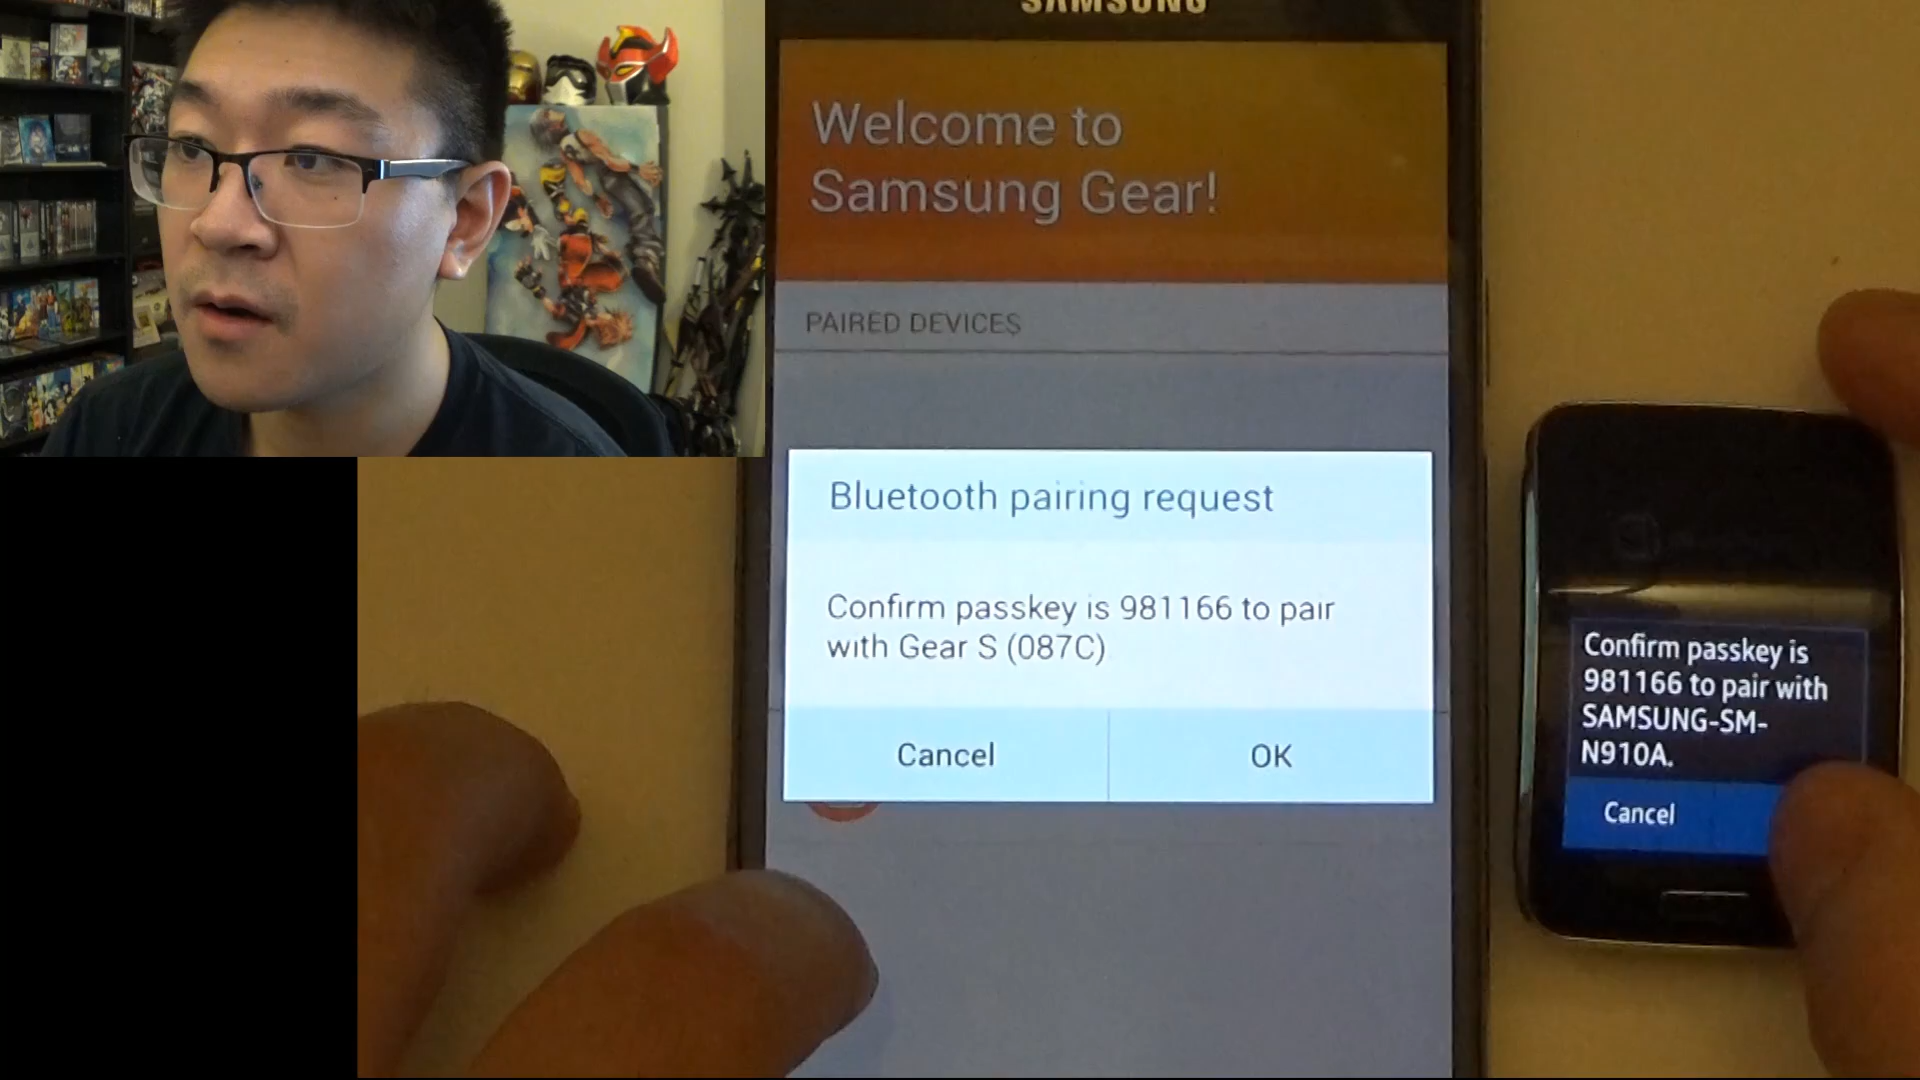 SAMSUNG
Welcome to
Samsung Gear!
PAIRED DEVICES
Bluetooth pairing request
Confirm passkey is 981166 to pair
with Gear S (087C)
Cancel
OK
Confirm passkey is
981166 to pair with
SAMSUNG-SM-
N910A.
Cancel